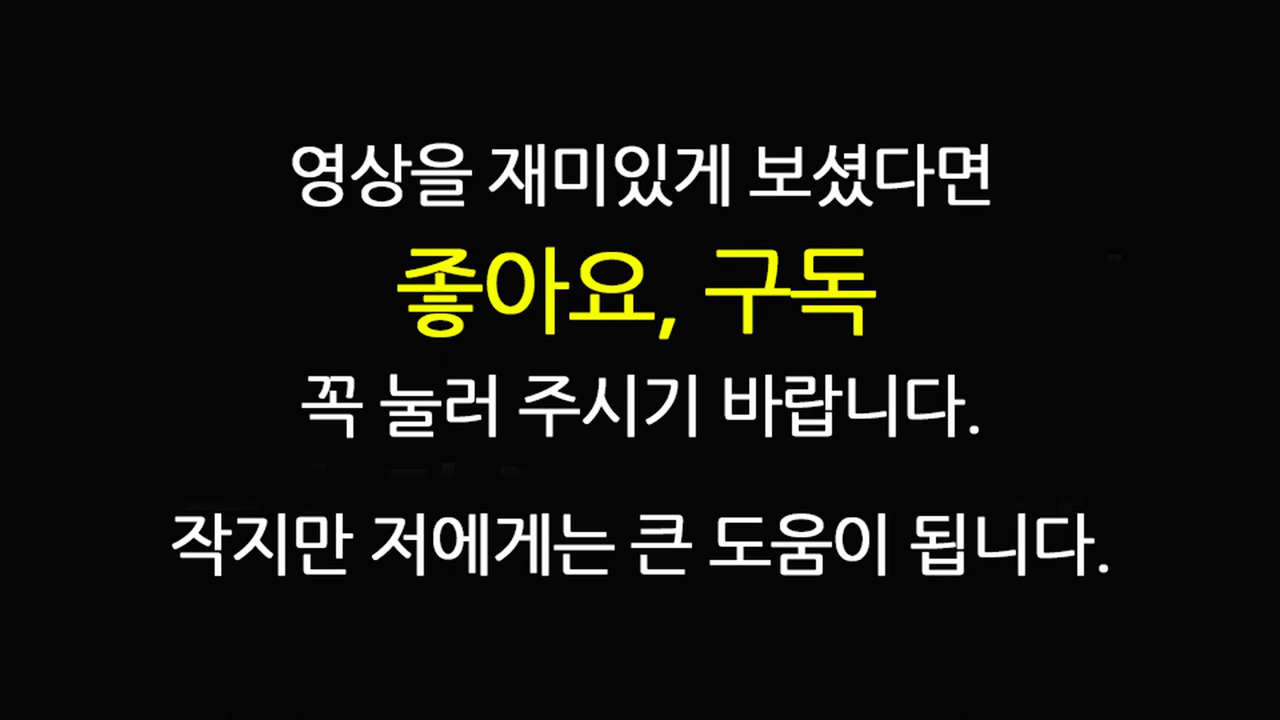 영상을 재미있게 보셨다면
좋아요, 구독
꼭 눌러 주시기 바랍니다.
작지만 저에게는 큰 도움이 됩니다.